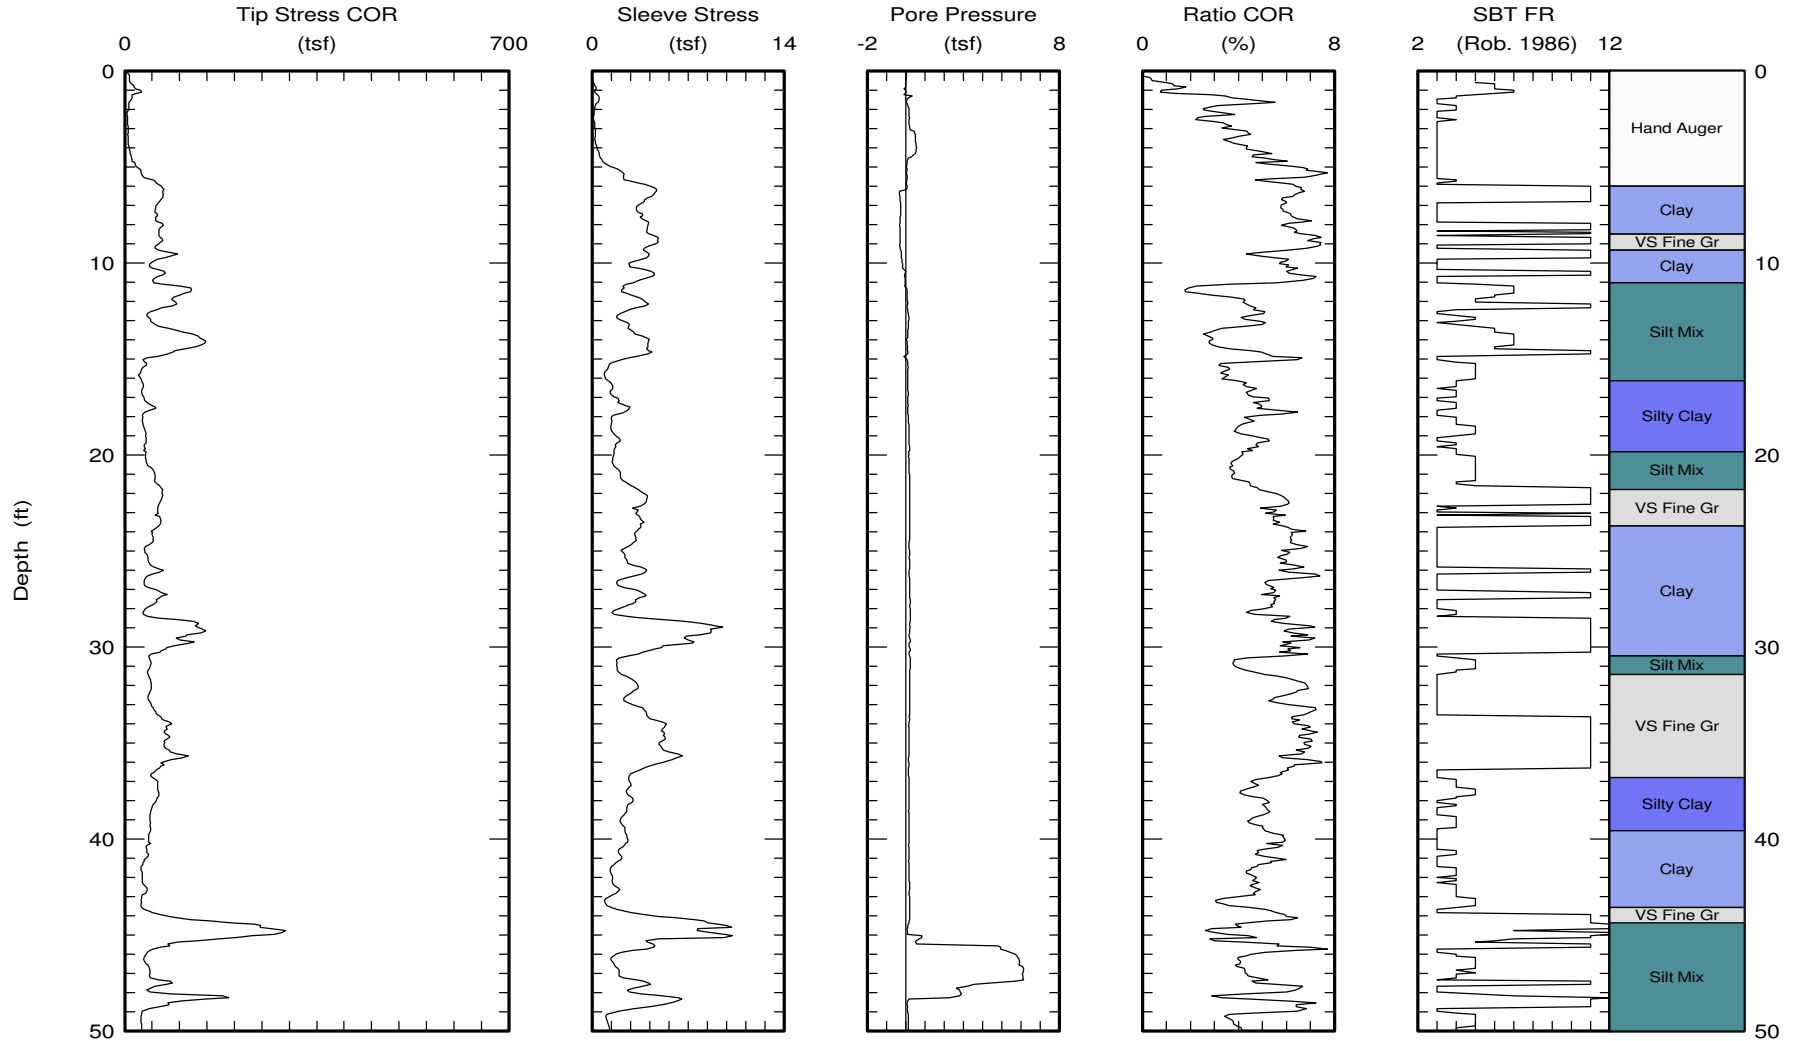 Tip Stress COR Sleeve Stress Pore Pressure Ratio COR SBT FR
0 (tsf) 700 0 (tsf) 14 -2 (tsf) 8 0 (%) 8 2 (Rob. 1986) 12
0 0
Hand Auger
Clay
VS Fine Gr
10 Clay 10
Silt Mix
Silty Clay
20 20
Silt Mix
VS Fine Gr
Depth (ft)
Clay
30 30
Silt Mix
VS Fine Gr
Silty Clay
40 40
Clay
VS Fine Gr
Silt Mix
50 50